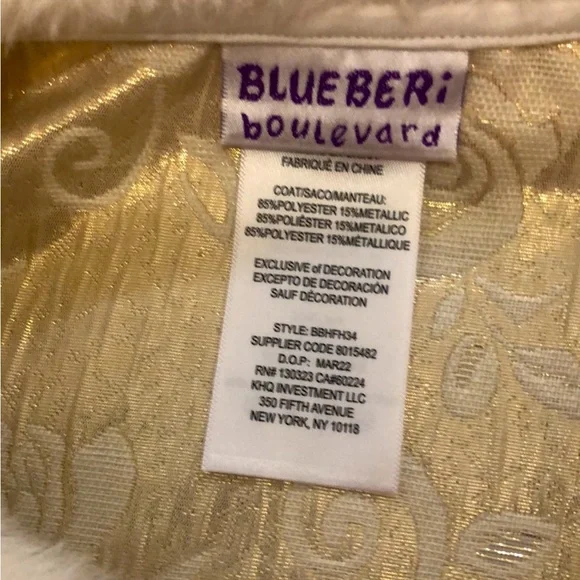 BLUEBERi
boulevard
FABRIQUÉ EN CHINE
COAT/SACO/MANTEAU:
85%POLYESTER 15%METALLIC
85%POLIÉSTER 15%METALICO
85%POLYESTER 15%MÉTALLIQUE
EXCLUSIVE of DECORATION
EXCEPTO DE DECORACIÓN
SAUF DÉCORATION
STYLE: BBHFH34
SUPPLIER CODE 8015482
D.O.P: MAR22
RN# 130323 CA#60224
KHQ INVESTMENT LLC
350 FIFTH AVENUE
NEW YORK, NY 10118